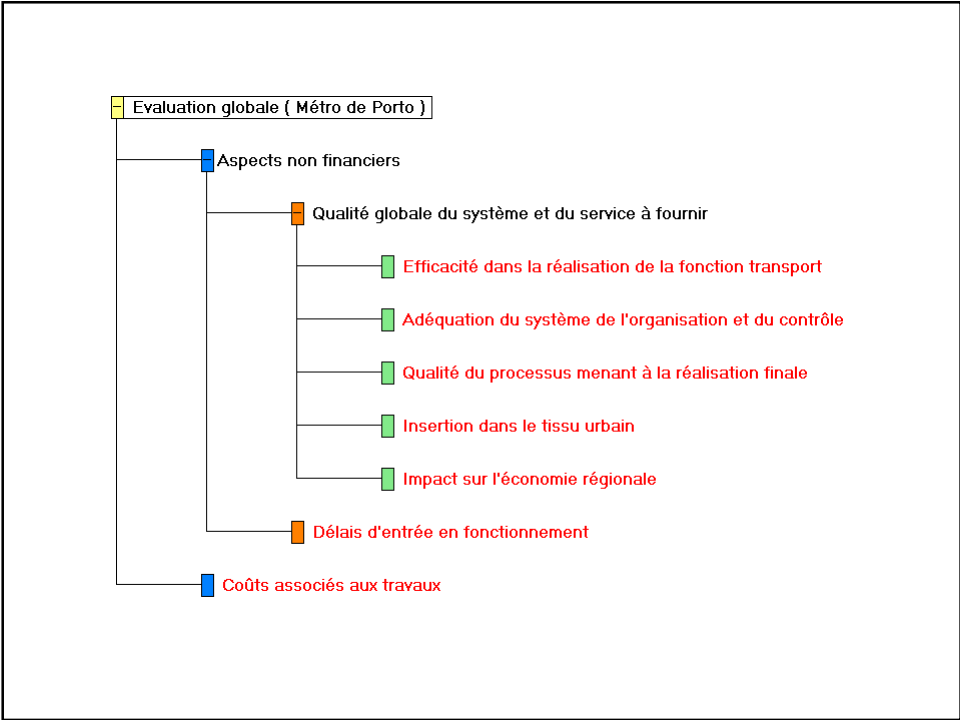 Evaluation globale ( Métro de Porto )
Aspects non financiers
Qualité globale du système et du service à fournir
Efficacité dans la réalisation de la fonction transport
Adéquation du système de l'organisation et du contrôle
Qualité du processus menant à la réalisation finale
Insertion dans le tissu urbain
Impact sur l'économie régionale
Délais d'entrée en fonctionnement
Coûts associés aux travaux